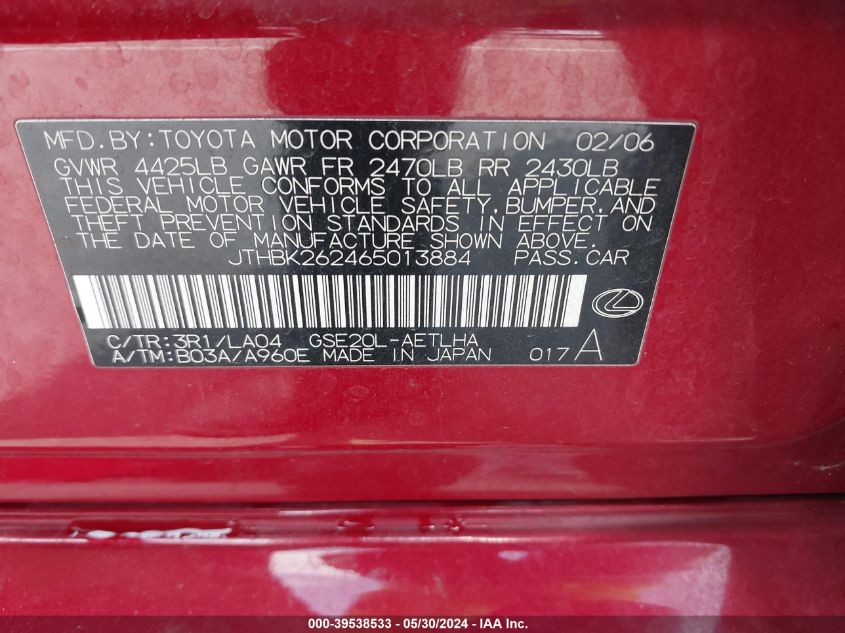 MFD.BY:TOYOTA MOTOR CORPORATION 02/06
GVWR 4425LB GAWR FR 2470LB RR 2430LB
THIS VEHICLE CONFORMS TO ALL APPLICABLE
FEDERAL MOTOR VEHICLE SAFETY,BUMPER,AND
THEFT PREVENTION STANDARDS IN EFFECT ON
THE DATE OF MANUFACTURE SHOWN ABOVE.
JTHBK262465013884 PASS.CAR
C/TR:3R1/LA04 GSE20L-AETLHA
A/TM:B03A/A960E MADE IN JAPAN 017A
000-39538533 - 05/30/2024 - IAA Inc.